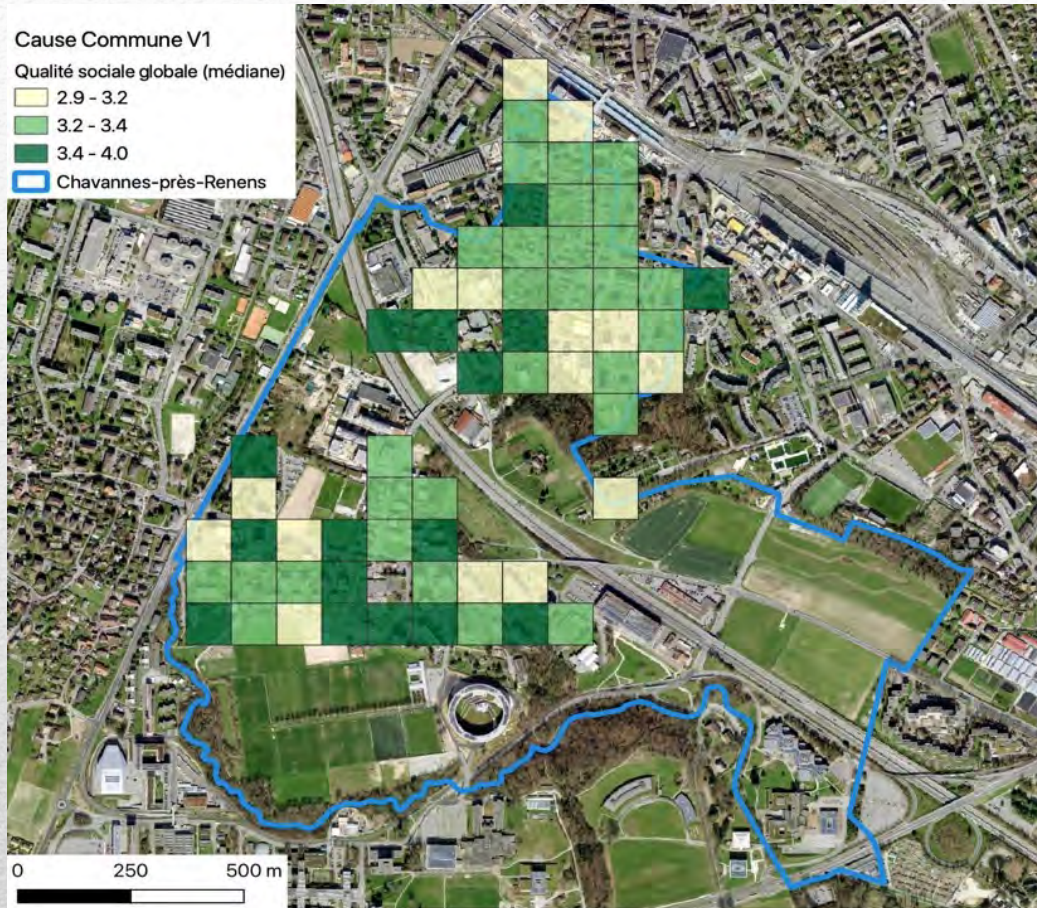 Cause Commune V1
Qualité sociale globale (médiane)
2.9 - 3.2
3.2 - 3.4
3.4 - 4.0
Chavannes-près-Renens
0 250 500 m